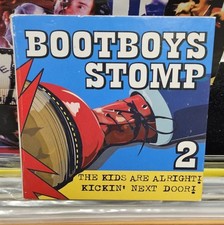 BOOTBOYS
STOMP
2
THE KIDS ARE ALRIGHT!
KICKIN' NEXT DOOR!